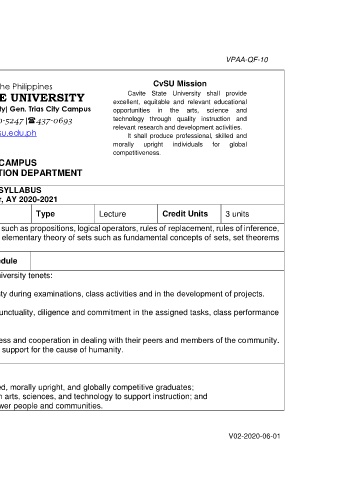 VPAA-QF-10
he Philippines
E UNIVERSITY
y| Gen. Trias City Campus
0-5247 |☎437-0693
su.edu.ph
CvSU Mission
Cavite State University shall provide
excellent, equitable and relevant educational
opportunities in the arts, science and
technology through quality instruction and
relevant research and development activities.
It shall produce professional, skilled and
morally upright individuals for global
competitiveness.
CAMPUS
TION DEPARTMENT
SYLLABUS
r, AY 2020-2021
Type Lecture Credit Units 3 units
such as propositions, logical operators, rules of replacement, rules of inference,
elementary theory of sets such as fundamental concepts of sets, set theorems
edule
iversity tenets:
ty during examinations, class activities and in the development of projects.
unctuality, diligence and commitment in the assigned tasks, class performance
ess and cooperation in dealing with their peers and members of the community.
support for the cause of humanity.
ed, morally upright, and globally competitive graduates;
n arts, sciences, and technology to support instruction; and
wer people and communities.
V02-2020-06-01